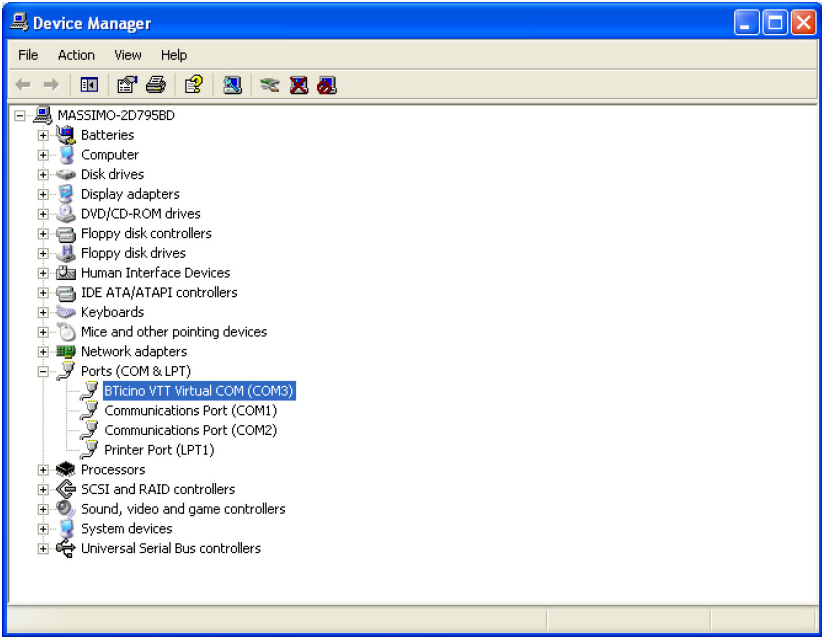 Device Manager
File Action View Help
MASSIMO-2D795BD
Batteries
Computer
Disk drives
Display adapters
DVD/CD-ROM drives
Floppy disk controllers
Floppy disk drives
Human Interface Devices
IDE ATA/ATAPI controllers
Keyboards
Mice and other pointing devices
Network adapters
Ports (COM & LPT)
BTicino VTT Virtual COM (COM3)
Communications Port (COM1)
Communications Port (COM2)
Printer Port (LPT1)
Processors
SCSI and RAID controllers
Sound, video and game controllers
System devices
Universal Serial Bus controllers